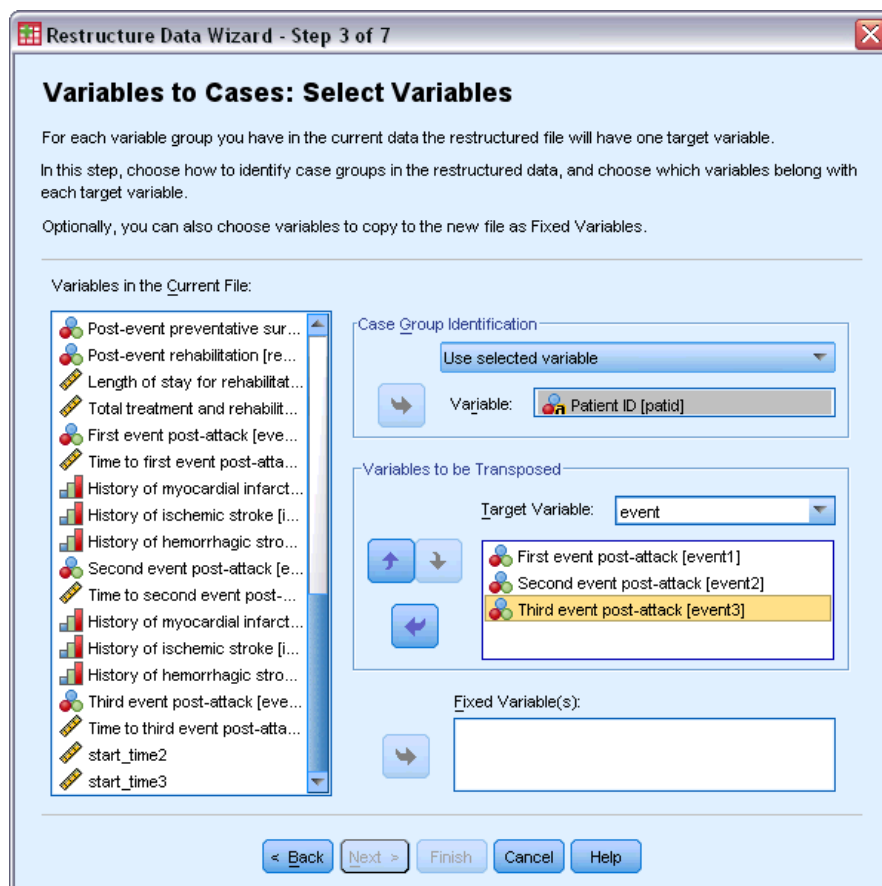 Restructure Data Wizard - Step 3 of 7
Variables to Cases: Select Variables
For each variable group you have in the current data the restructured file will have one target variable.
In this step, choose how to identify case groups in the restructured data, and choose which variables belong with
each target variable.
Optionally, you can also choose variables to copy to the new file as Fixed Variables.
Variables in the Current File:
Post-event preventative sur...
Post-event rehabilitation [re...
Length of stay for rehabilitat...
Total treatment and rehabilit...
First event post-attack [eve...
Time to first event post-atta...
History of myocardial infarct...
History of ischemic stroke [i...
History of hemorrhagic stro...
Second event post-attack [e...
Time to second event post-...
History of myocardial infarct...
History of ischemic stroke [i...
History of hemorrhagic stro...
Third event post-attack [eve...
Time to third event post-atta...
start_time2
start_time3
Case Group Identification
Use selected variable
Variable: Patient ID [patid]
Variables to be Transposed
Target Variable: event
First event post-attack [event1]
Second event post-attack [event2]
Third event post-attack [event3]
Fixed Variable(s):
< Back Next > Finish Cancel Help